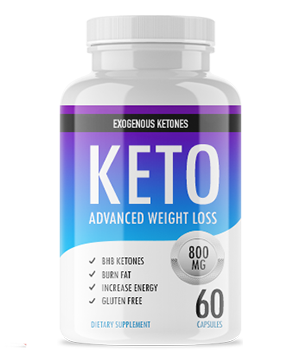 EXOGENOUS KETONES
KETO
ADVANCED WEIGHT LOSS
✓ BHB KETONES
✓ BURN FAT
✓ INCREASE ENERGY
✓ GLUTEN FREE
800
MG
60
CAPSULES
DIETARY SUPPLEMENT